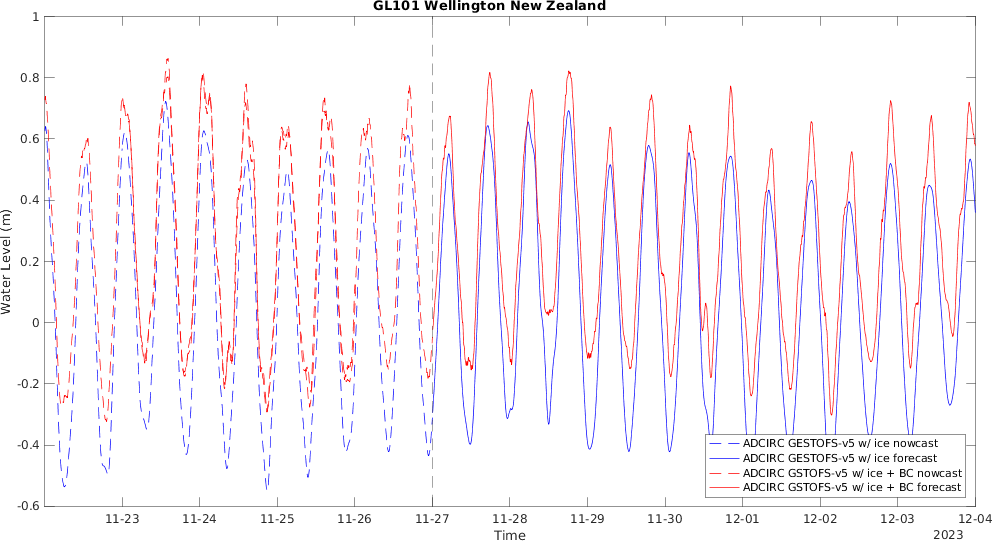 GL101 Wellington New Zealand
Water Level (m)
1
0.8
0.6
0.4
0.2
0
-0.2
-0.4
-0.6
ADCIRC GESTOFS-v5 w/ ice nowcast
ADCIRC GESTOFS-v5 w/ ice forecast
ADCIRC GSTOFS-v5 w/ ice + BC nowcast
ADCIRC GSTOFS-v5 w/ ice + BC forecast
11-23 11-24 11-25 11-26 11-27 11-28 11-29 11-30 12-01 12-02 12-03 12-04
Time
2023